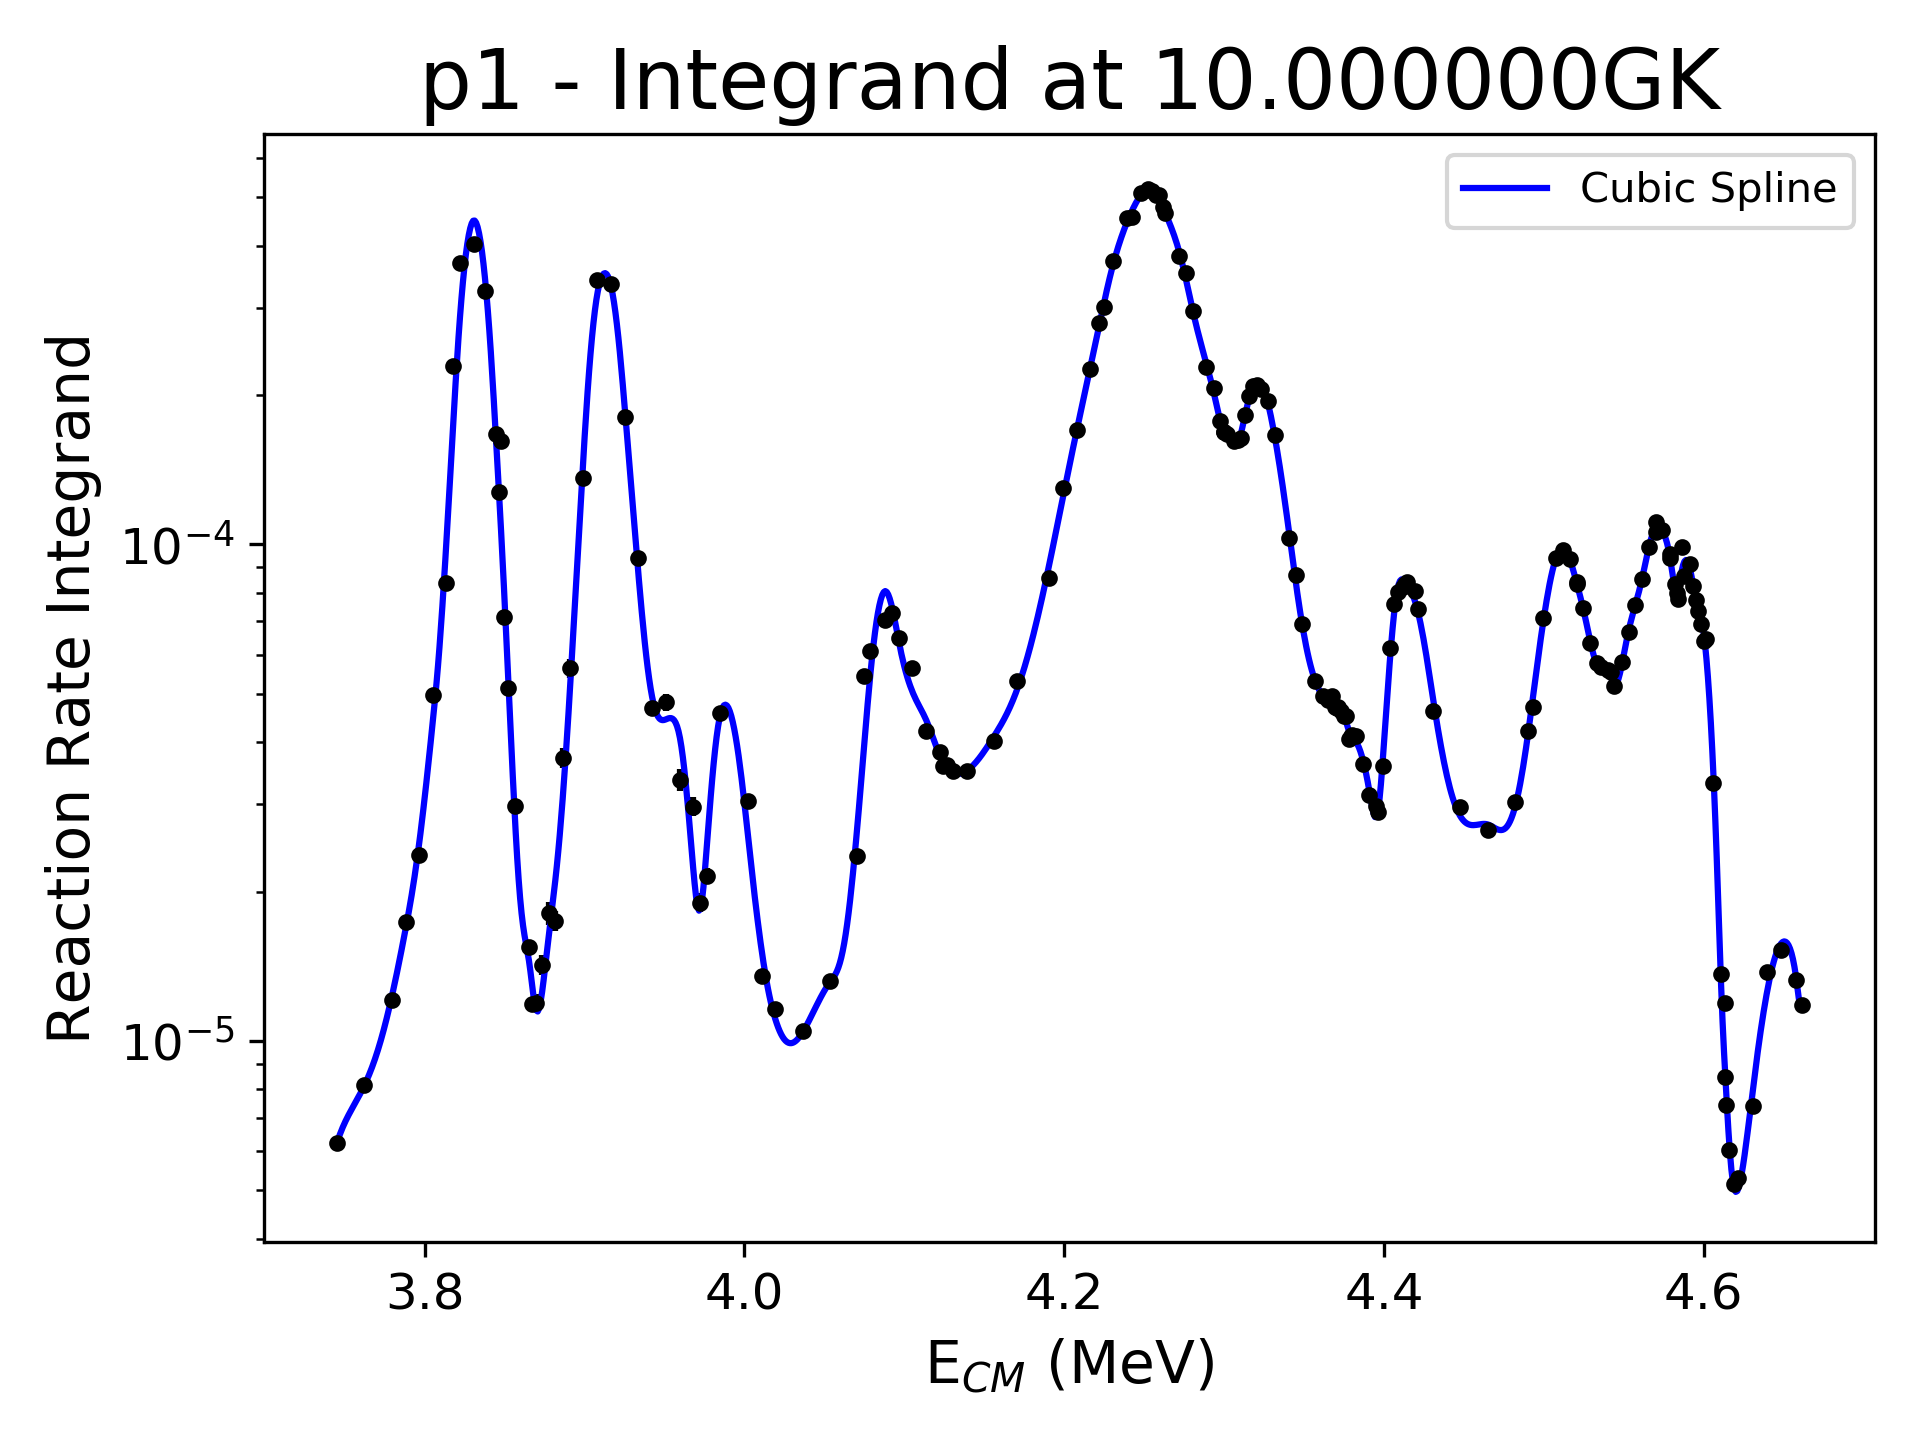 p1 - Integrand at 10.000000GK
Cubic Spline
Reaction Rate Integrand
10⁻⁴
10⁻⁵
3.8 4.0 4.2 4.4 4.6
E_CM (MeV)